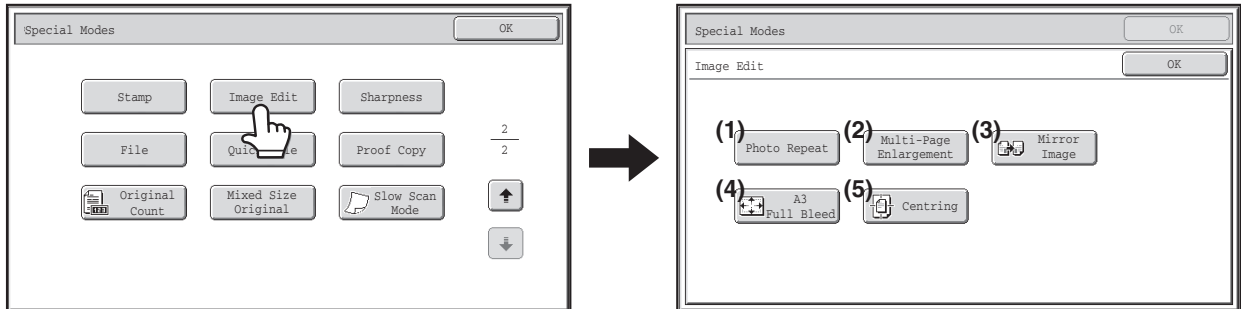 Special Modes
OK
Stamp
Image Edit
Sharpness
File
Proof Copy
2
2
Original
Count
Mixed Size
Original
Slow Scan
Mode
Special Modes
OK
Image Edit
OK
(1)
Photo Repeat
(2)
Multi-Page
Enlargement
(3)
Mirror
Image
(4)
A3
Full Bleed
(5)
Centring